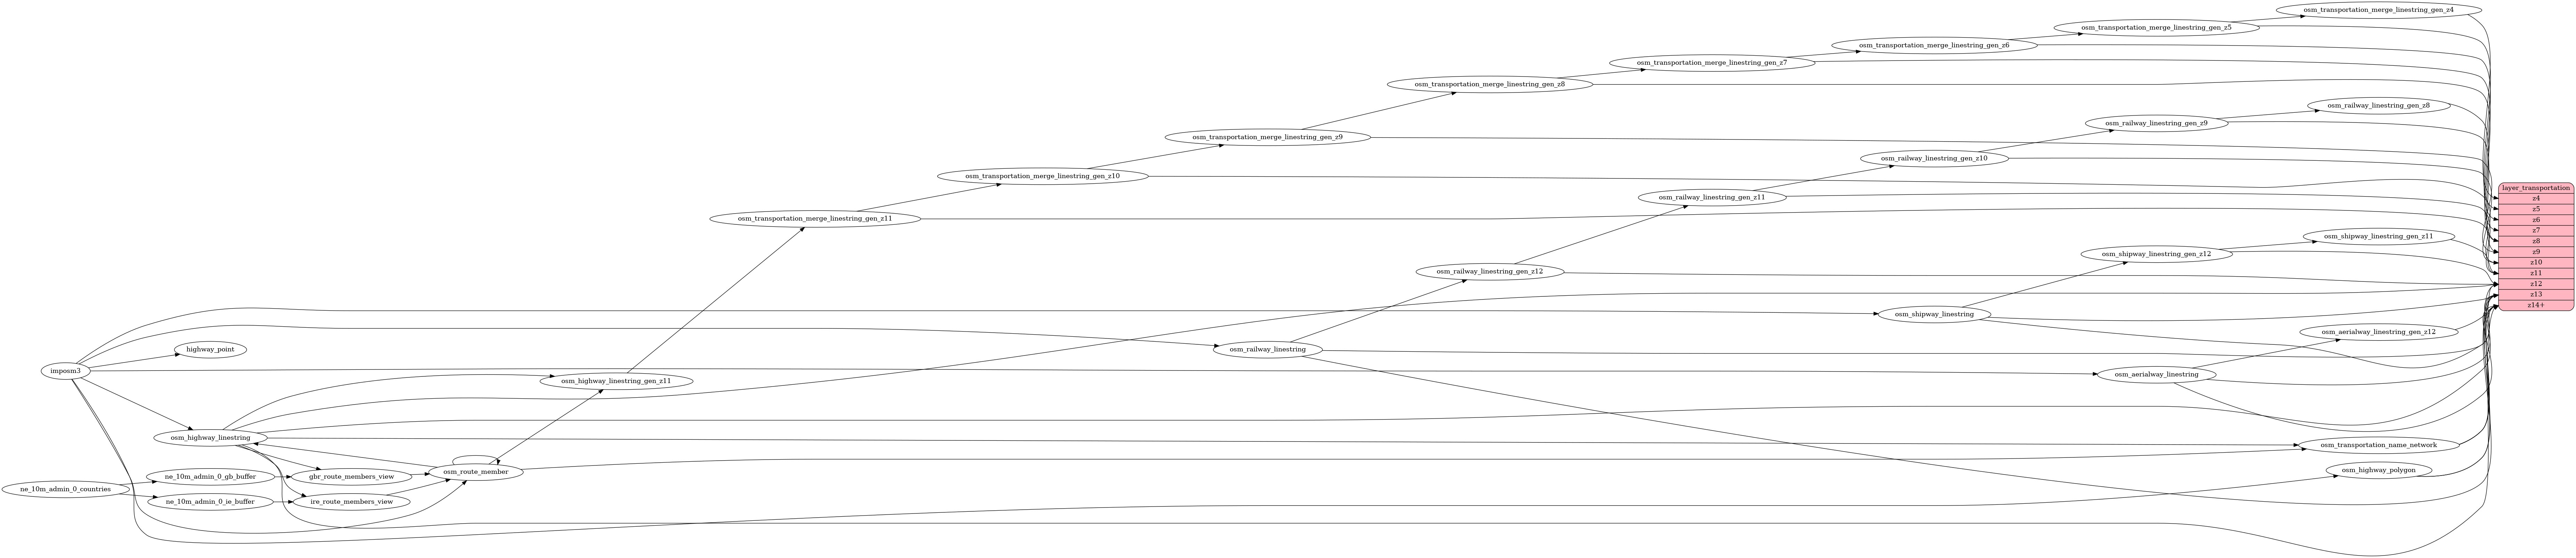 osm_transportation_merge_linestring_gen_z4
osm_transportation_merge_linestring_gen_z5
osm_transportation_merge_linestring_gen_z6
osm_transportation_merge_linestring_gen_z7
osm_transportation_merge_linestring_gen_z8
osm_railway_linestring_gen_z8
osm_railway_linestring_gen_z9
osm_transportation_merge_linestring_gen_z9
osm_railway_linestring_gen_z10
osm_transportation_merge_linestring_gen_z10
layer_transportation
z4
z5
z6
z7
z8
z9
z10
z11
z12
z13
z14+
osm_railway_linestring_gen_z11
osm_transportation_merge_linestring_gen_z11
osm_shipway_linestring_gen_z11
osm_shipway_linestring_gen_z12
osm_railway_linestring_gen_z12
osm_shipway_linestring
osm_aerialway_linestring_gen_z12
highway_point
osm_railway_linestring
imposm3
osm_aerialway_linestring
osm_highway_linestring_gen_z11
osm_highway_linestring
osm_transportation_name_network
osm_route_member
osm_highway_polygon
ne_10m_admin_0_gb_buffer
gbr_route_members_view
ne_10m_admin_0_countries
ne_10m_admin_0_ie_buffer
ire_route_members_view